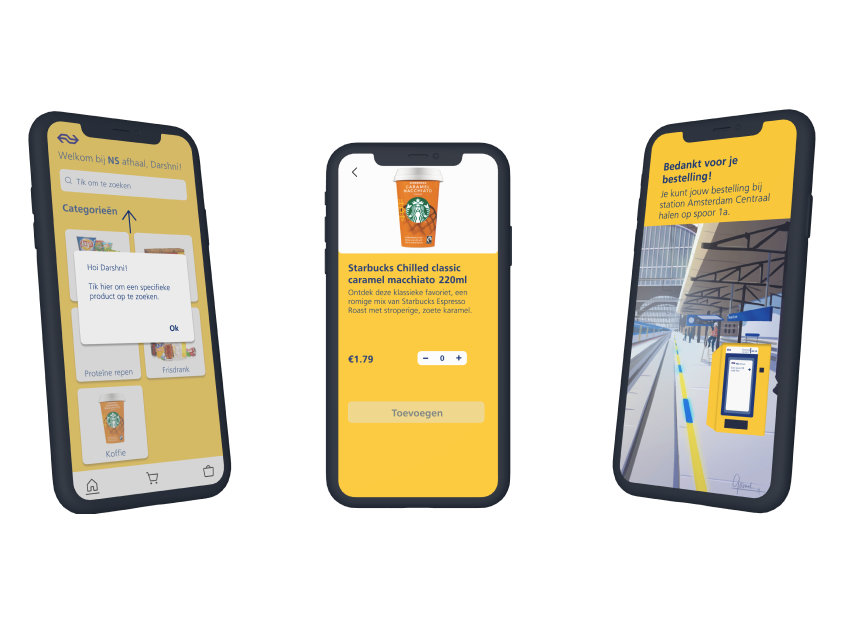 Welkom bij NS afhaal, Darshni!
Tik om te zoeken
Categorieën
Hoi Darshni!
Tik hier om een specifieke
product op te zoeken.
Ok
Proteïne repen
Frisdrank
Koffie
CARAMEL
MACCHIATO
Starbucks Chilled classic
caramel macchiato 220ml
Ontdek deze klassieke favoriet, een
romige mix van Starbucks Espresso
Roast met stroperige, zoete karamel.
€1.79
− 0 +
Toevoegen
Bedankt voor je
bestelling!
Je kunt jouw bestelling bij
station Amsterdam Centraal
halen op spoor 1a.